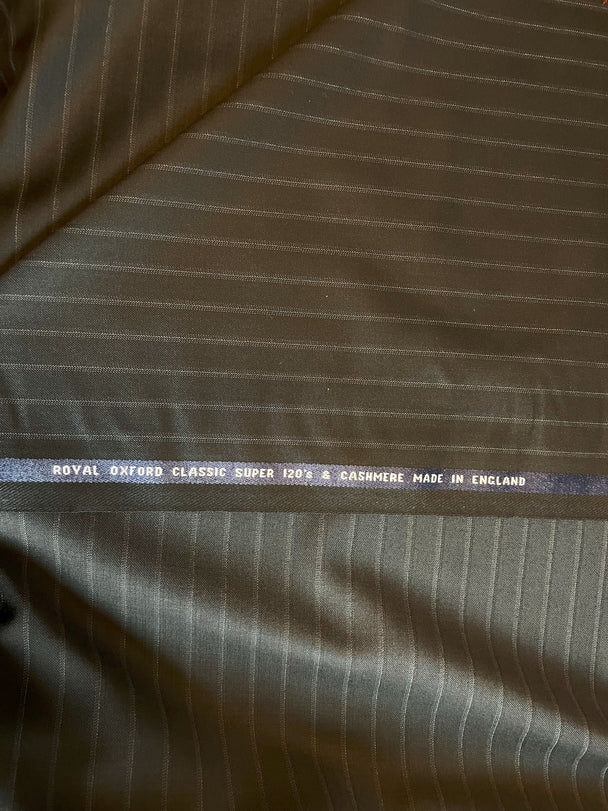 ROYAL OXFORD CLASSIC SUPER 120's & CASHMERE MADE IN ENGLAND